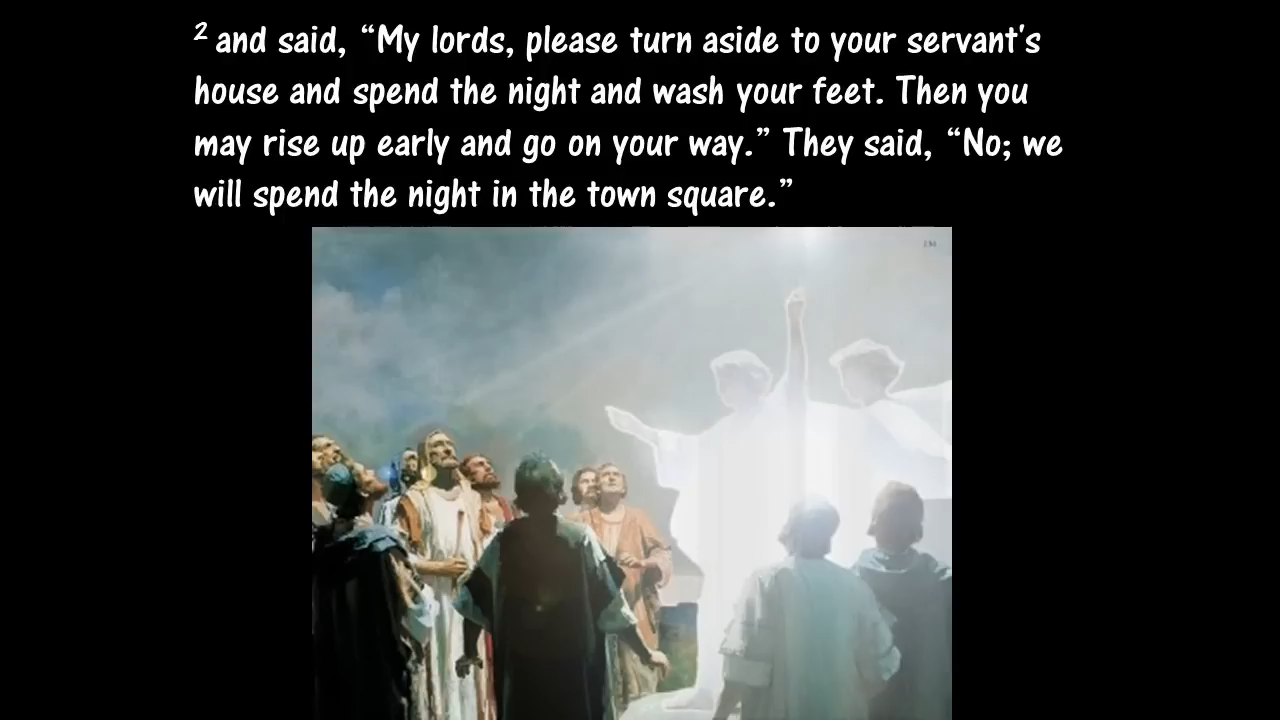 2 and said, “My lords, please turn aside to your servant’s
house and spend the night and wash your feet. Then you
may rise up early and go on your way.” They said, “No; we
will spend the night in the town square.”